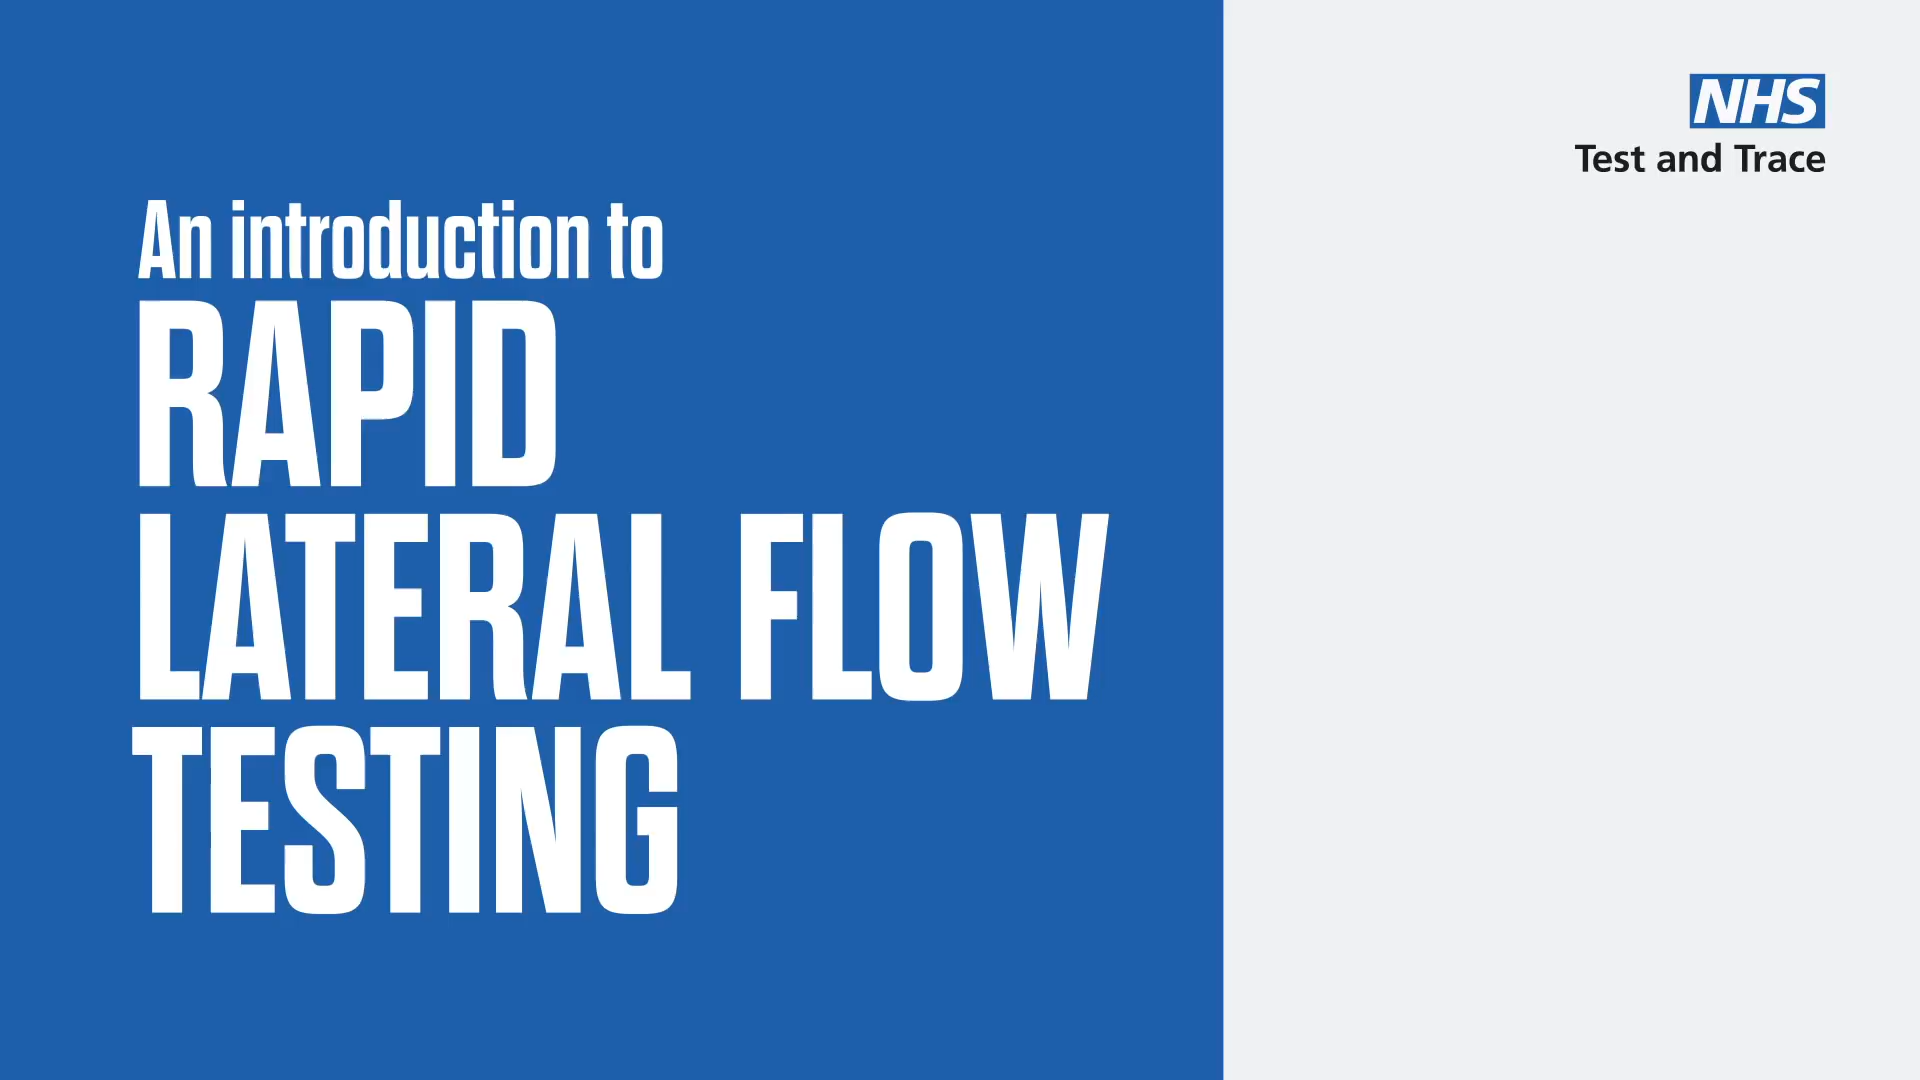 An introduction to
RAPID
LATERAL FLOW
TESTING
NHS
Test and Trace